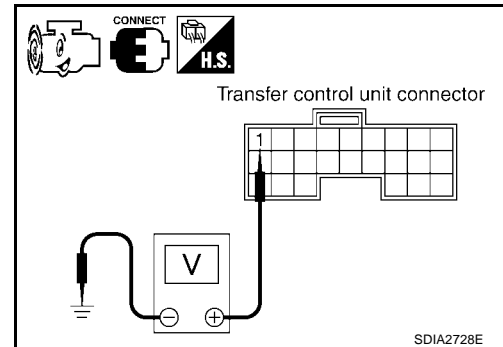 CONNECT
H.S.
Transfer control unit connector
1
V
− +
SDIA2728E